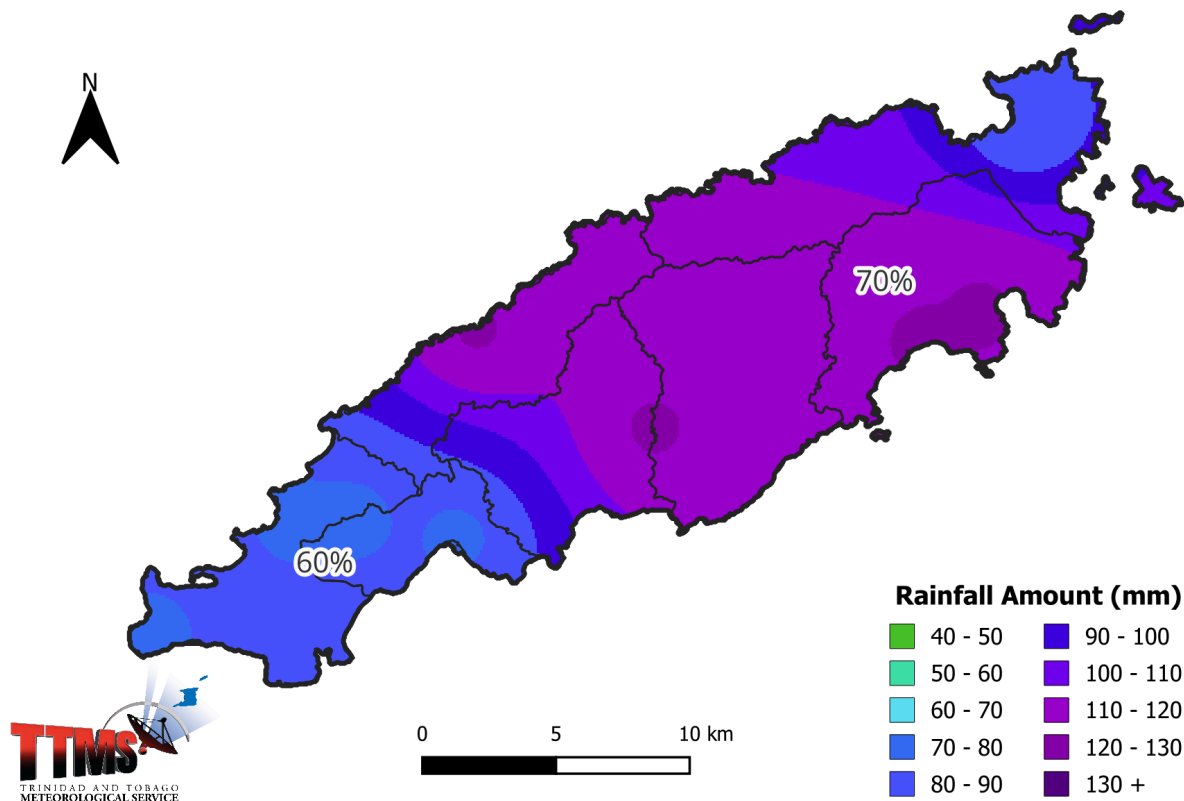 N
70%
60%
Rainfall Amount (mm)
40 - 50
50 - 60
60 - 70
70 - 80
80 - 90
90 - 100
100 - 110
110 - 120
120 - 130
130 +
0 5 10 km
TTMS
TRINIDAD AND TOBAGO
METEOROLOGICAL SERVICE